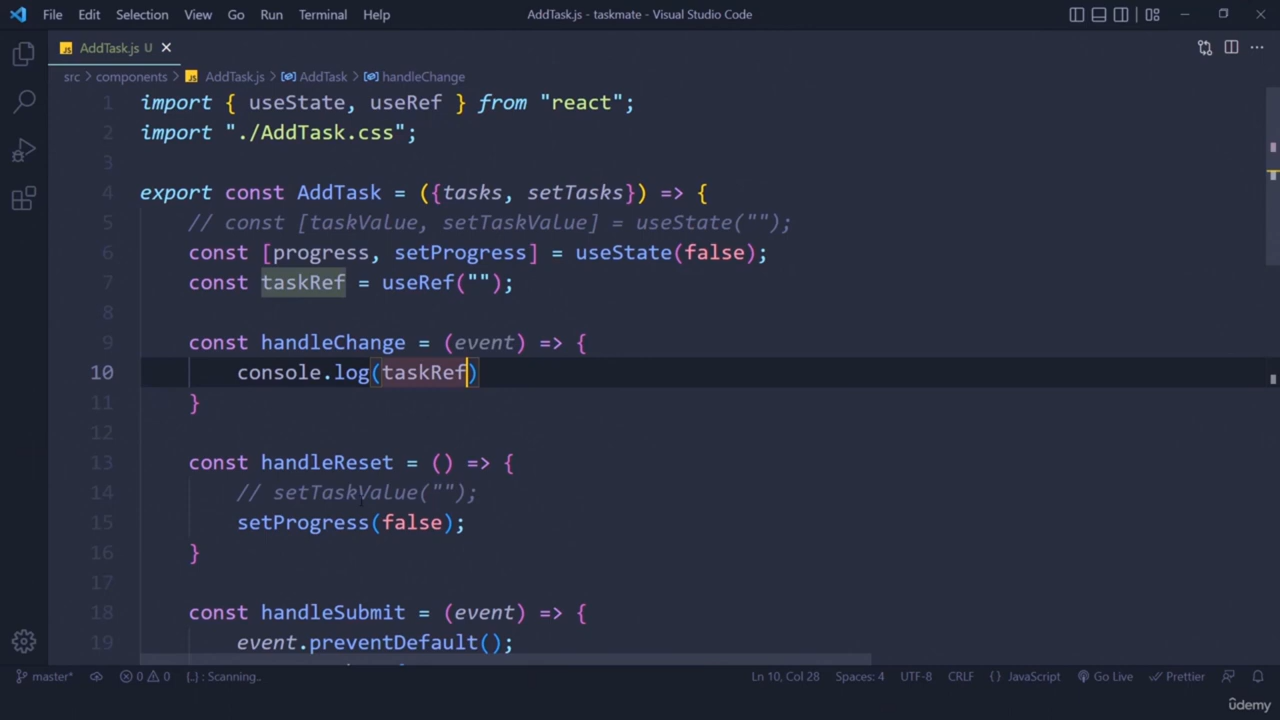 File Edit Selection View Go Run Terminal Help AddTask.js - taskmate - Visual Studio Code
JS AddTask.js U
src > components > JS AddTask.js > AddTask > handleChange
1 import { useState, useRef } from "react";
2 import "./AddTask.css";
3
4 export const AddTask = ({tasks, setTasks}) => {
5 // const [taskValue, setTaskValue] = useState("");
6 const [progress, setProgress] = useState(false);
7 const taskRef = useRef("");
8
9 const handleChange = (event) => {
10 console.log(taskRef)
11 }
12
13 const handleReset = () => {
14 // setTaskValue("");
15 setProgress(false);
16 }
17
18 const handleSubmit = (event) => {
19 event.preventDefault();
master* 0 0 {..} : Scanning.. Ln 10, Col 28 Spaces: 4 UTF-8 CRLF {} JavaScript Go Live Prettier
ûdemy